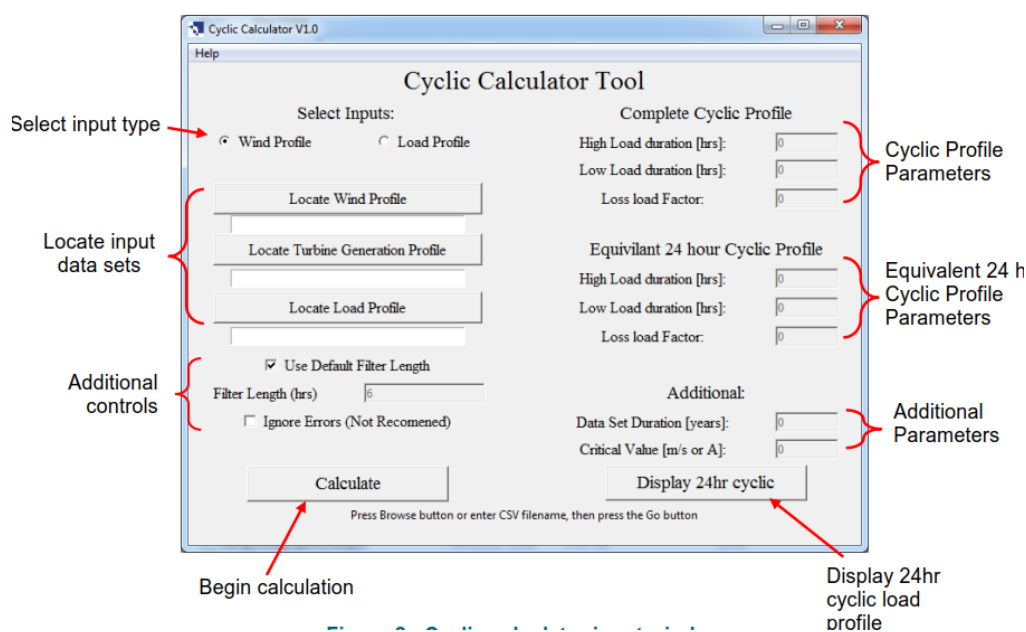 Cyclic Calculator V1.0
Help
Cyclic Calculator Tool
Select Inputs:
Wind Profile
Load Profile
Locate Wind Profile
Locate Turbine Generation Profile
Locate Load Profile
Use Default Filter Length
Filter Length (hrs)
6
Ignore Errors (Not Recomened)
Calculate
Complete Cyclic Profile
High Load duration [hrs]:
0
Low Load duration [hrs]:
0
Loss load Factor:
0
Equivilant 24 hour Cyclic Profile
High Load duration [hrs]:
0
Low Load duration [hrs]:
0
Loss load Factor:
0
Additional:
Data Set Duration [years]:
0
Critical Value [m/s or A]:
0
Display 24hr cyclic
Press Browse button or enter CSV filename, then press the Go button
Select input type
Locate input
data sets
Additional
controls
Begin calculation
Cyclic Profile
Parameters
Equivalent 24 h
Cyclic Profile
Parameters
Additional
Parameters
Display 24hr
cyclic load
profile